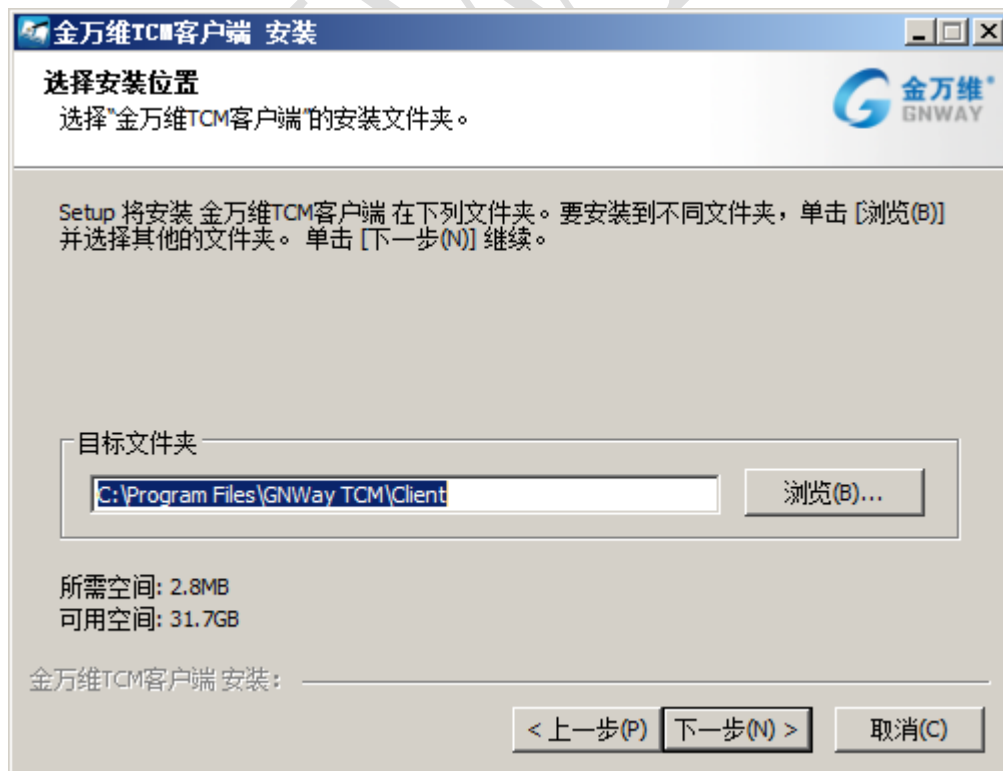 金万维TCM客户端 安装
选择安装位置
选择“金万维TCM客户端”的安装文件夹。
金万维®
GNWAY
Setup 将安装 金万维TCM客户端 在下列文件夹。要安装到不同文件夹，单击 [浏览(B)]
并选择其他的文件夹。 单击 [下一步(N)] 继续。
目标文件夹
C:\Program Files\GNWay TCM\Client
浏览(B)...
所需空间: 2.8MB
可用空间: 31.7GB
金万维TCM客户端 安装：
< 上一步(P) 下一步(N) > 取消(C)